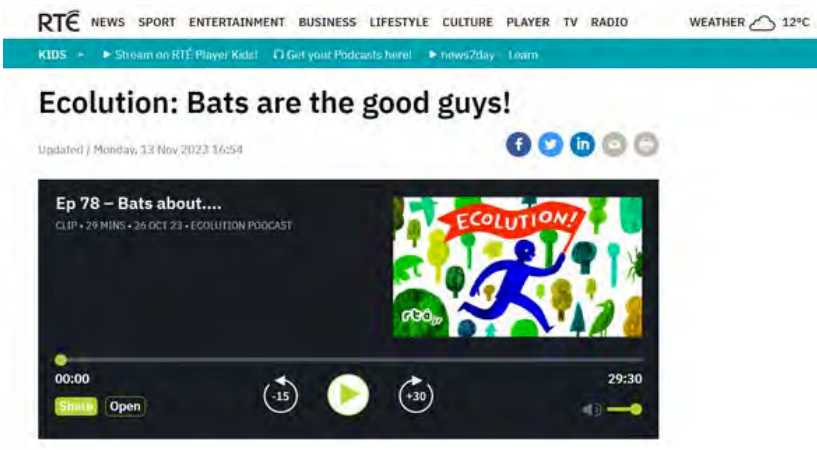 RTÉ NEWS SPORT ENTERTAINMENT BUSINESS LIFESTYLE CULTURE PLAYER TV RADIO WEATHER 12°C
KIDS Stream on RTÉ Player Kids! Get your Podcasts here! news2day Learn
Ecolution: Bats are the good guys!
Updated / Monday, 13 Nov 2023 16:54
Ep 78 – Bats about....
CLIP • 29 MINS • 26 OCT 23 • ECOLUTION PODCAST
ECOLUTION!
RTÉjr
00:00
-15
+30
29:30
Share Open